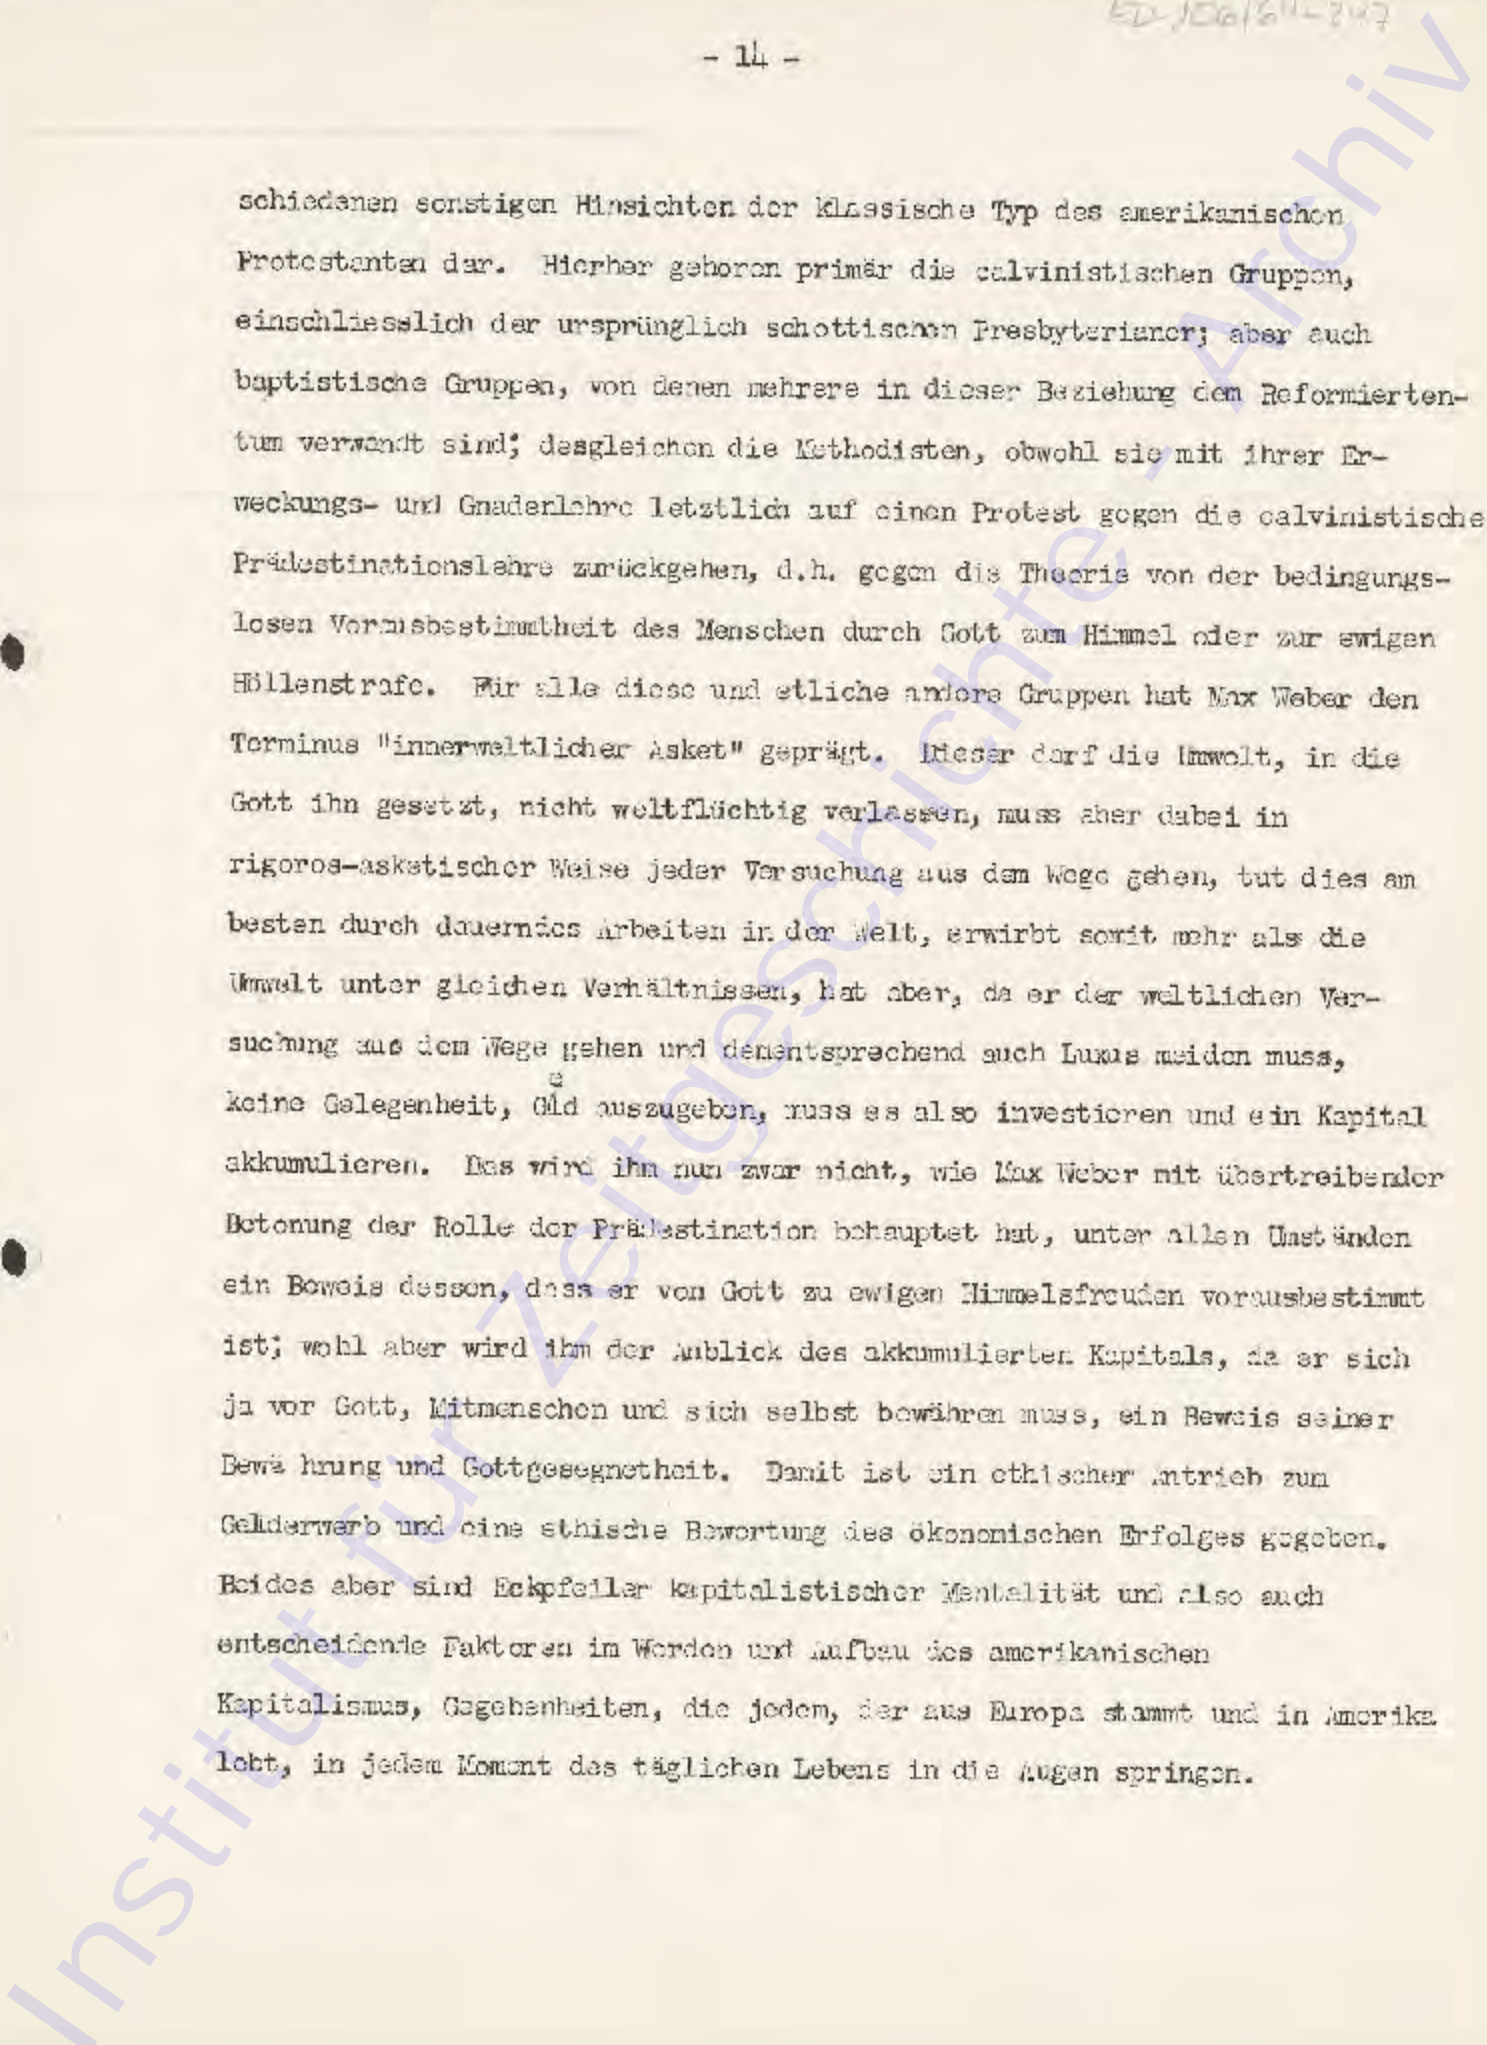 ED-106/64-247
- 14 -
schiedenen sonstigen Hinsichten der klassische Typ des amerikanischen
Protestanten dar. Hierher gehoren primär die calvinistischen Gruppen,
einschliesslich der ursprünglich schottischen Presbyterianer; aber auch
baptistische Gruppen, von denen mehrere in dieser Beziehung dem Reformierten-
tum verwandt sind; desgleichen die Methodisten, obwohl sie mit ihrer Er-
weckungs- und Gnadenlehre letztlich auf einen Protest gegen die calvinistische
Prädestinationslehre zurückgehen, d.h. gegen die Theorie von der bedingungs-
losen Vorausbestimmtheit des Menschen durch Gott zum Himmel oder zur ewigen
Höllenstrafe. Für alle diese und etliche andere Gruppen hat Max Weber den
Terminus "innerweltlicher Asket" geprägt. Dieser darf die Umwelt, in die
Gott ihn gesetzt, nicht weltflüchtig verlassen, muss aber dabei in
rigoros-asketischer Weise jeder Versuchung aus dem Wege gehen, tut dies am
besten durch dauerndes Arbeiten in der Welt, erwirbt somit mehr als die
Umwelt unter gleichen Verhältnissen, hat aber, da er der weltlichen Ver-
suchung aus dem Wege gehen und dementsprechend auch Luxus meiden muss,
keine Gelegenheit, Geld auszugeben, muss es also investieren und ein Kapital
akkumulieren. Das wird ihm nun zwar nicht, wie Max Weber mit übertreibender
Betonung der Rolle der Prädestination behauptet hat, unter allen Umständen
ein Beweis dessen, dass er von Gott zu ewigen Himmelsfreuden vorausbestimmt
ist; wohl aber wird ihm der Anblick des akkumulierten Kapitals, da er sich
ja vor Gott, Mitmenschen und sich selbst bewähren muss, ein Beweis seiner
Bewä hrung und Gottgesegnetheit. Damit ist ein ethischer Antrieb zum
Gelderwerb und eine ethische Bewertung des ökonomischen Erfolges gegeben.
Beides aber sind Eckpfeiler kapitalistischer Mentalität und also auch
entscheidende Faktoren im Werden und Aufbau des amerikanischen
Kapitalismus, Gegebenheiten, die jedem, der aus Europa stammt und in Amerika
lebt, in jedem Moment des täglichen Lebens in die Augen springen.
Institut für Zeitgeschichte - Archiv